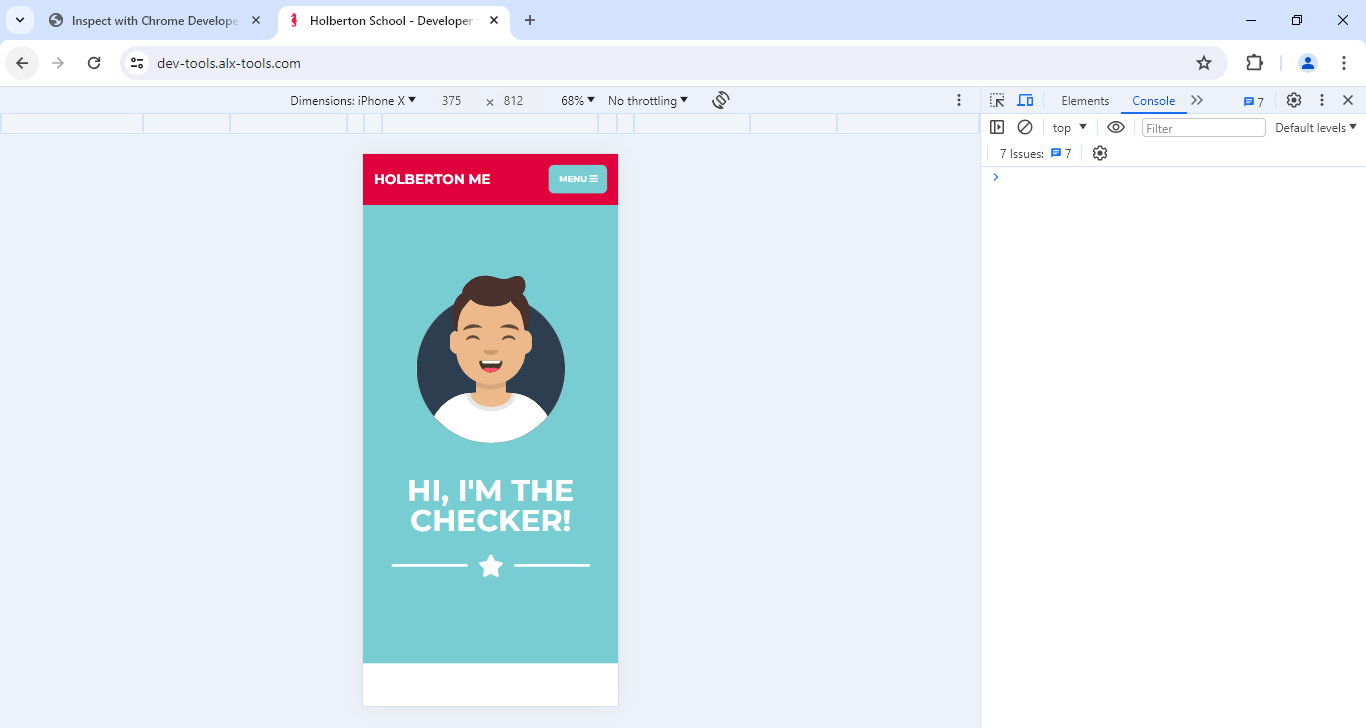 Inspect with Chrome Develope
Holberton School - Developer
dev-tools.alx-tools.com
Dimensions: iPhone X 375 × 812 68% No throttling
Elements Console 7
top Filter Default levels
7 Issues: 7
HOLBERTON ME MENU
HI, I'M THE
CHECKER!